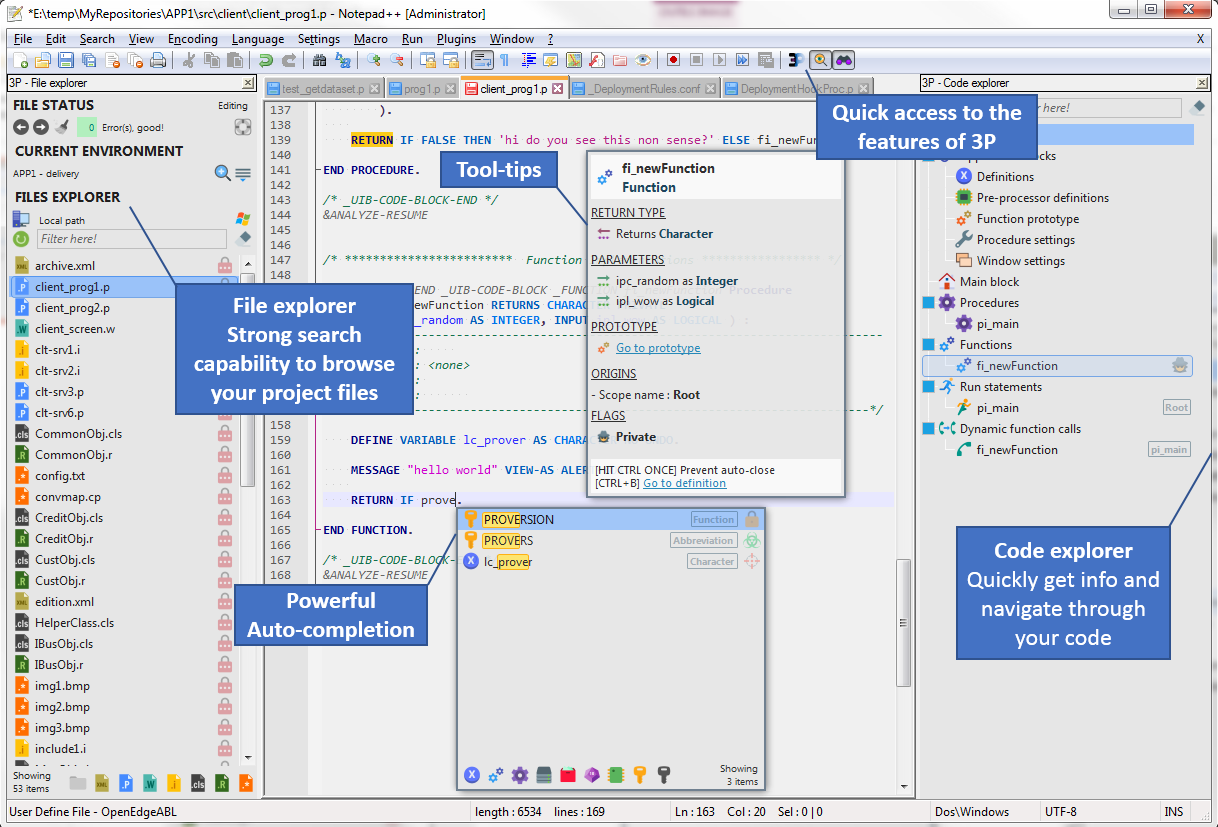 *E:\temp\MyRepositories\APP1\src\client\client_prog1.p - Notepad++ [Administrator]
File Edit Search View Encoding Language Settings Macro Run Plugins Window ? X
3P - File explorer
FILE STATUS Editing
0 Error(s), good!
CURRENT ENVIRONMENT
APP1 - delivery
FILES EXPLORER
Local path
Filter here!
archive.xml
client_prog1.p
client_prog2.p
client_screen.w
clt-srv1.i
clt-srv2.i
clt-srv3.p
clt-srv6.p
CommonObj.cls
CommonObj.r
config.txt
convmap.cp
CreditObj.cls
CreditObj.r
CustObj.cls
CustObj.r
edition.xml
HelperClass.cls
IBusObj.cls
IBusObj.r
img1.bmp
img2.bmp
img3.bmp
include1.i
Showing
53 items
File explorer
Strong search
capability to browse
your project files
test_getdataset.p prog1.p client_prog1.p _DeploymentRules.conf DeploymentHookProc.p
137 ).
138
139 RETURN IF FALSE THEN 'hi do you see this non sense?' ELSE fi_newFun
140
141 END PROCEDURE.
142
143 /* _UIB-CODE-BLOCK-END */
144 &ANALYZE-RESUME
145
146
147 /* ************************ Function
148
END _UIB-CODE-BLOCK _FUN Procedure
ewFunction RETURNS CHARAC
_random AS INTEGER, INPUT ipl_wow AS LOGICAL ) :
:
: <none>
:
:
*/
158
159 DEFINE VARIABLE lc_prover AS CHARA
160
161 MESSAGE "hello world" VIEW-AS ALER
162
163 RETURN IF prove.
164
165 END FUNCTION.
166
167 /* _UIB-CODE-BLOCK-
168 &ANALYZE-RESUME
Tool-tips
fi_newFunction
Function
RETURN TYPE
Returns Character
PARAMETERS
ipc_random as Integer
ipl_wow as Logical
PROTOTYPE
Go to prototype
ORIGINS
- Scope name : Root
FLAGS
Private
[HIT CTRL ONCE] Prevent auto-close
[CTRL+B] Go to definition
PROVERSION Function
PROVERS Abbreviation
lc_prover Character
Showing
3 items
Powerful
Auto-completion
Quick access to the
features of 3P
3P - Code explorer
here!
cks
Definitions
Pre-processor definitions
Function prototype
Procedure settings
Window settings
Main block
Procedures
pi_main
Functions
fi_newFunction
Run statements
pi_main Root
Dynamic function calls
fi_newFunction pi_main
Code explorer
Quickly get info and
navigate through
your code
User Define File - OpenEdgeABL length : 6534 lines : 169 Ln : 163 Col : 20 Sel : 0 | 0 Dos\Windows UTF-8 INS